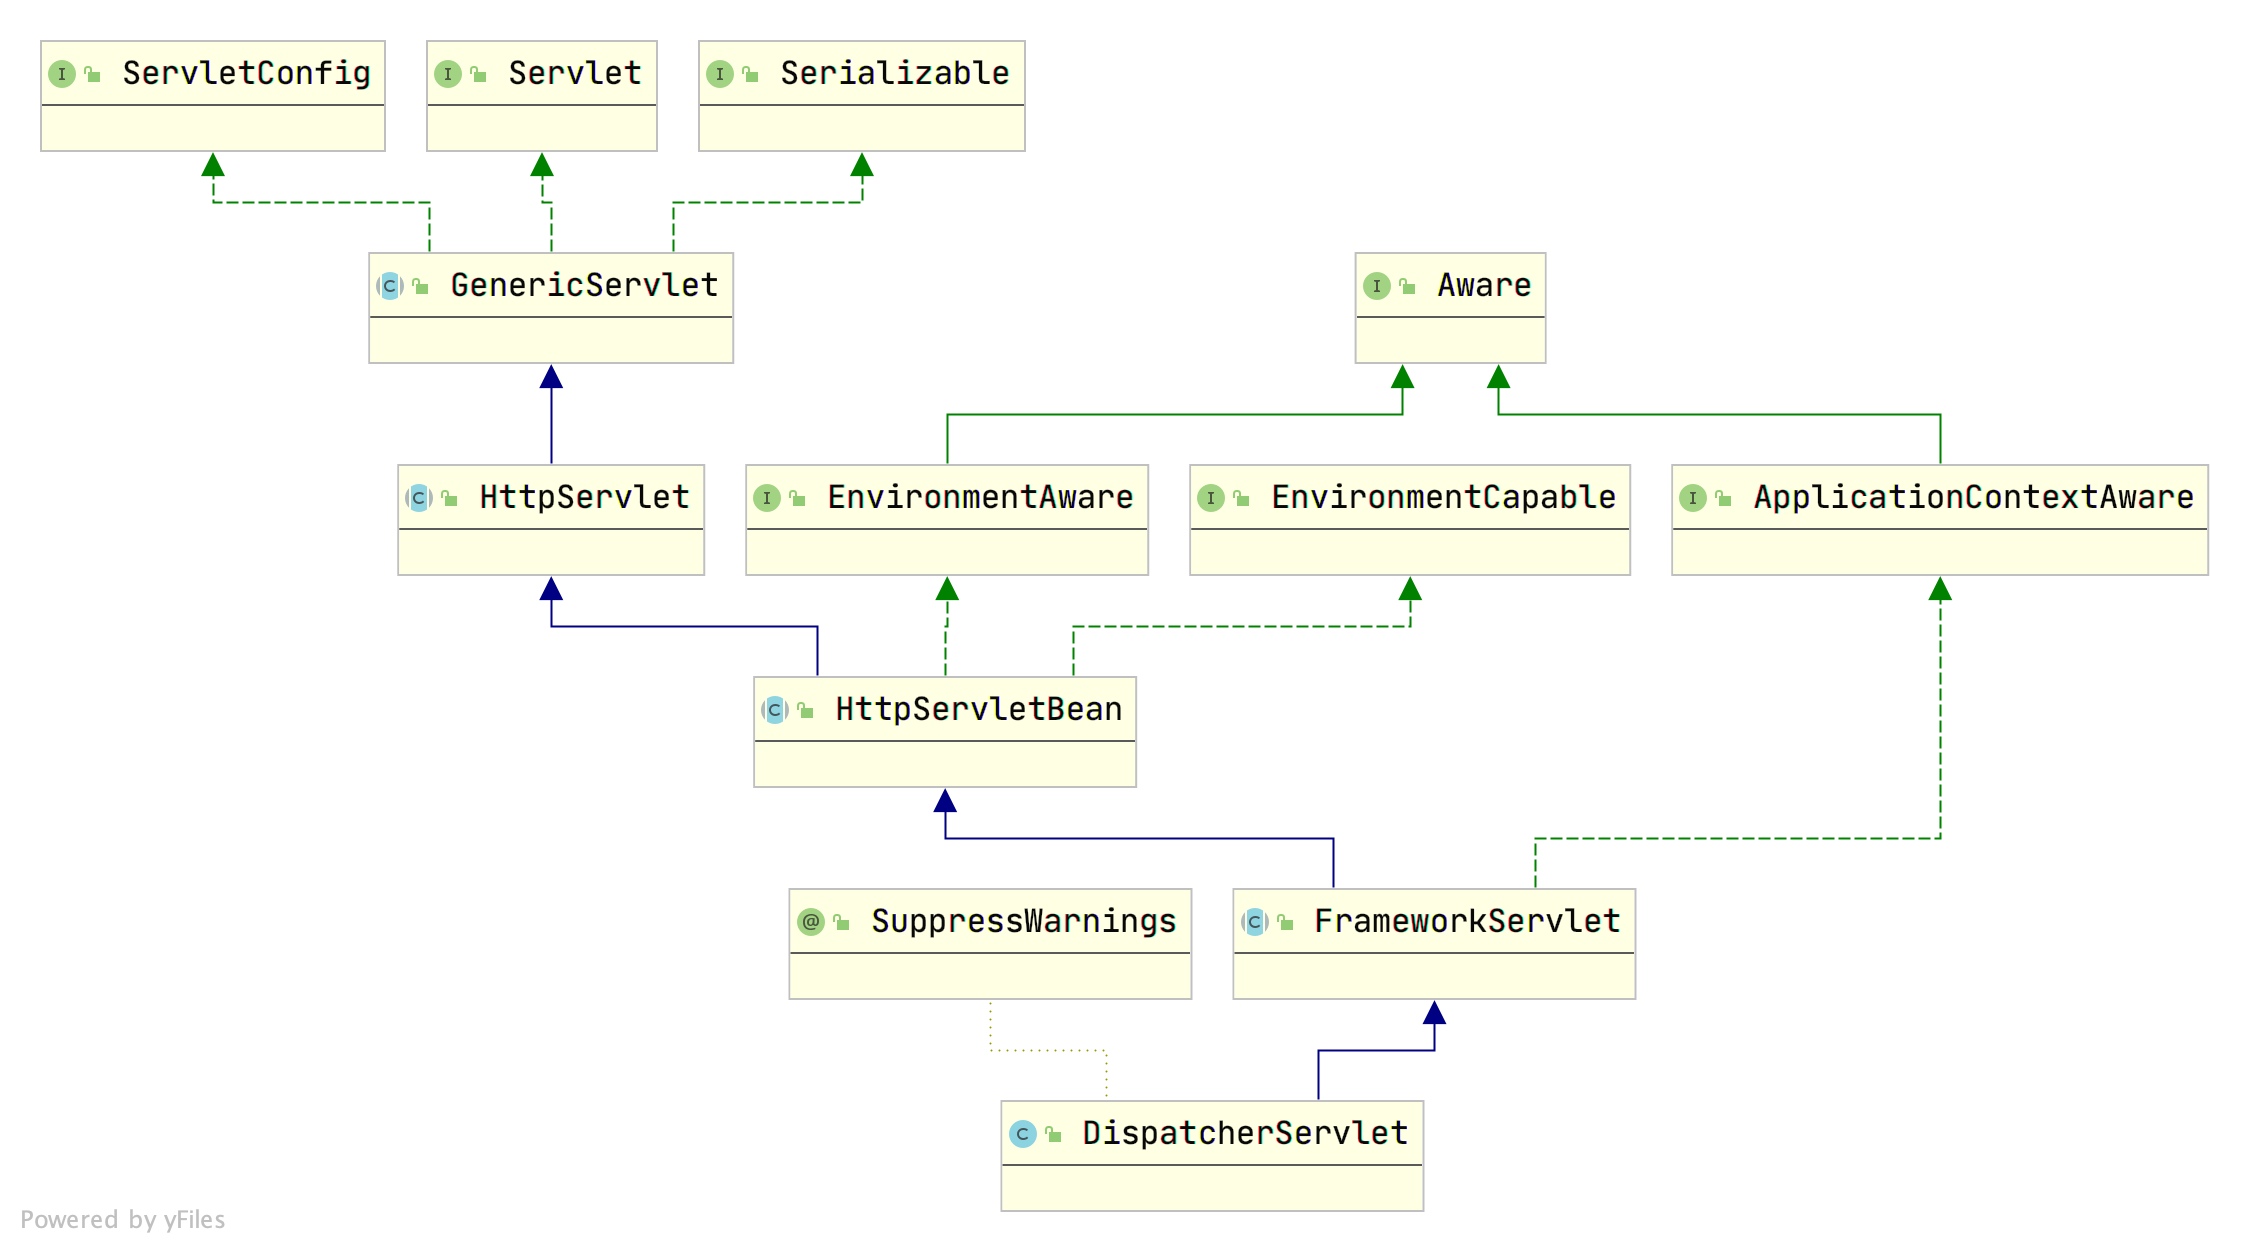 ServletConfig
Servlet
Serializable
GenericServlet
Aware
HttpServlet
EnvironmentAware
EnvironmentCapable
ApplicationContextAware
HttpServletBean
SuppressWarnings
FrameworkServlet
DispatcherServlet
Powered by yFiles